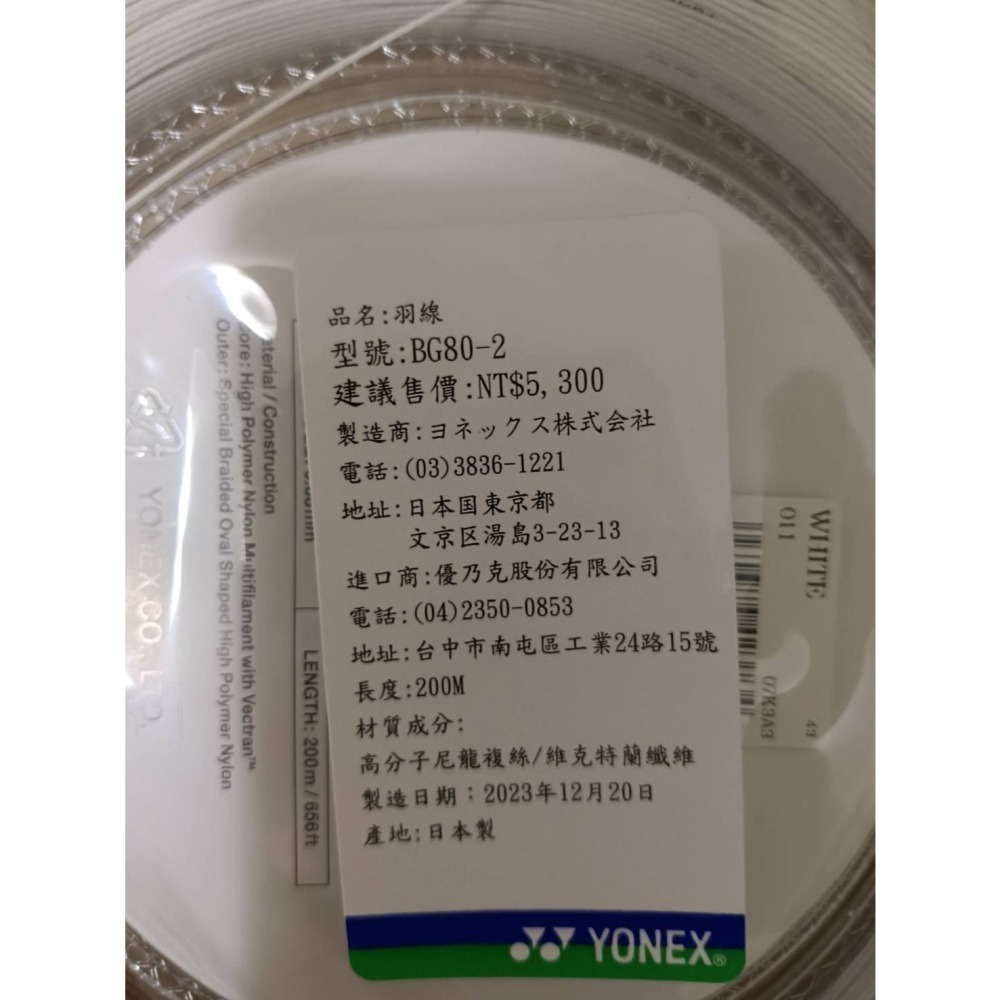 品名:羽線
型號:BG80-2
建議售價:NT$5,300
製造商:ヨネックス株式会社
電話:(03)3836-1221
地址:日本国東京都
文京区湯島3-23-13
進口商:優乃克股份有限公司
電話:(04)2350-0853
地址:台中市南屯區工業24路15號
長度:200M
材質成分:
高分子尼龍複絲/維克特蘭纖維
製造日期:2023年12月20日
產地:日本製
YONEX®
aterial / Construction
ore: High Polymer Nylon Multifilament with Vectran™
Outer: Special Braided Oval Shaped High Polymer Nylon
YONEX CO., LTD.
LENGTH: 200m / 656ft
WHITE
011
07K3A3
43